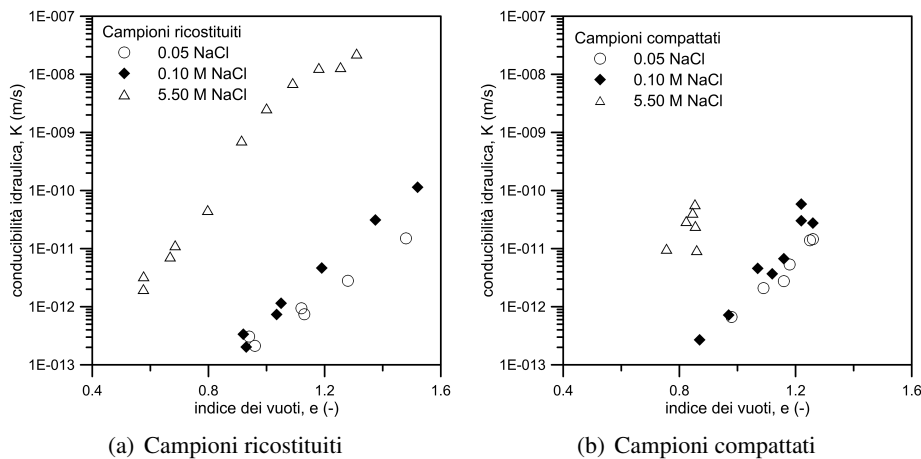 1E-007
1E-008
1E-009
1E-010
1E-011
1E-012
1E-013
conducibilità idraulica, K (m/s)
Campioni ricostituiti
0.05 NaCl
0.10 M NaCl
5.50 M NaCl
0.4 0.8 1.2 1.6
indice dei vuoti, e (-)
(a) Campioni ricostituiti
1E-007
1E-008
1E-009
1E-010
1E-011
1E-012
1E-013
conducibilità idraulica, K (m/s)
Campioni compattati
0.05 NaCl
0.10 M NaCl
5.50 M NaCl
0.4 0.8 1.2 1.6
indice dei vuoti, e (-)
(b) Campioni compattati